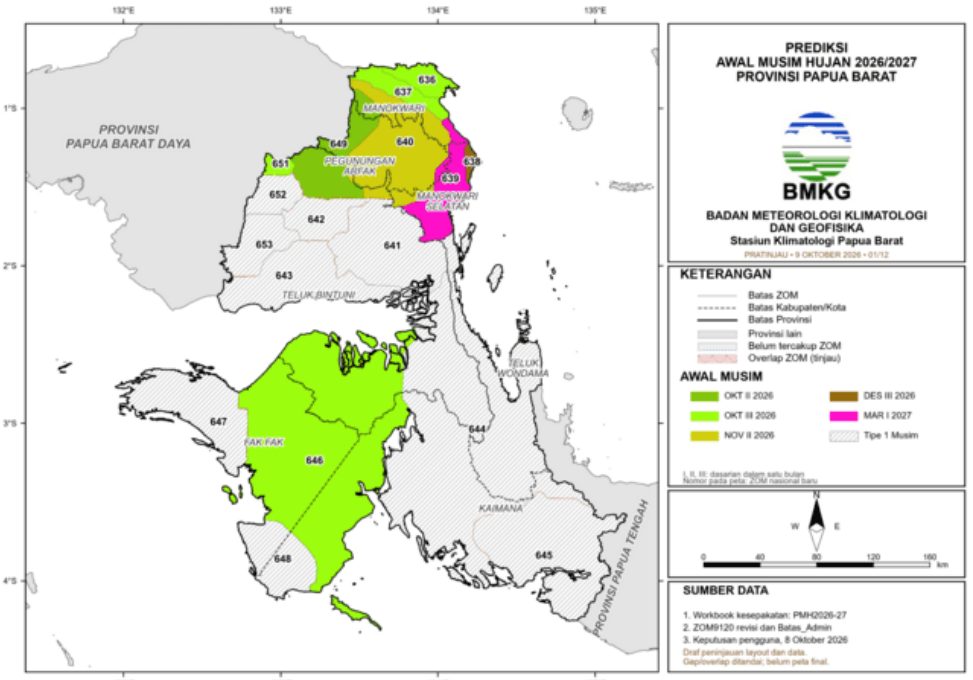 132°E 133°E 134°E 135°E
1°S
2°S
3°S
4°S
PROVINSI
PAPUA BARAT DAYA
636
637
MANOKWARI
649
640
651
PEGUNUNGAN
ARFAK
638
639
652
MANOKWARI
SELATAN
642
653
641
643
TELUK BINTUNI
TELUK
WONDAMA
647
644
FAK FAK
646
KAIMANA
648
645
PROVINSI PAPUA TENGAH
PREDIKSI
AWAL MUSIM HUJAN 2026/2027
PROVINSI PAPUA BARAT
BMKG
BADAN METEOROLOGI KLIMATOLOGI
DAN GEOFISIKA
Stasiun Klimatologi Papua Barat
PRATINJAU • 9 OKTOBER 2026 • 01/12
KETERANGAN
Batas ZOM
Batas Kabupaten/Kota
Batas Provinsi
Provinsi lain
Belum tercakup ZOM
Overlap ZOM (tinjau)
AWAL MUSIM
OKT II 2026
OKT III 2026
NOV II 2026
DES III 2026
MAR I 2027
Tipe 1 Musim
I, II, III: dasarian dalam satu bulan
Nomor pada peta: ZOM nasional baru
N
W E
S
0 40 80 120 160
km
SUMBER DATA
1. Workbook kesepakatan: PMH2026-27
2. ZOM9120 revisi dan Batas_Admin
3. Keputusan pengguna, 8 Oktober 2026
Draf peninjauan layout dan data.
Gap/overlap ditandai; belum peta final.